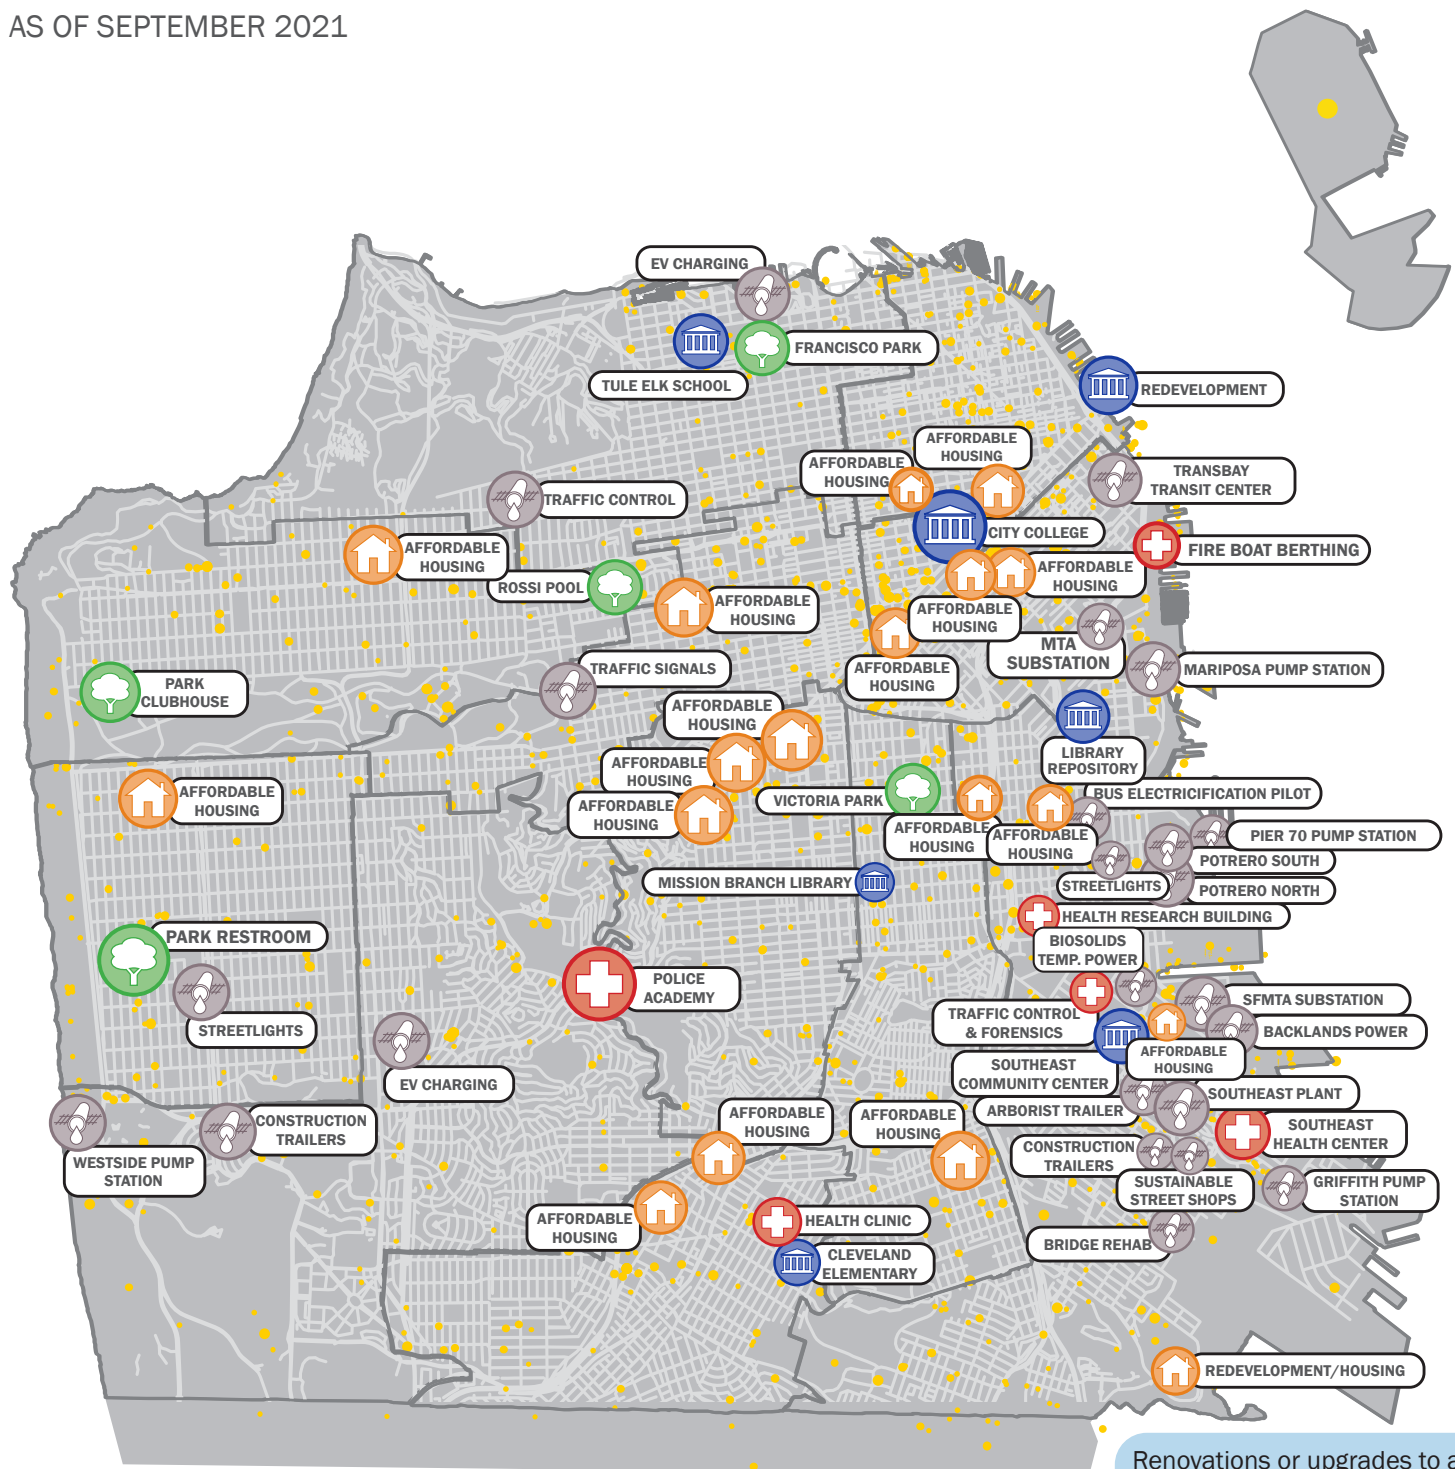 AS OF SEPTEMBER 2021
EV CHARGING
FRANCISCO PARK
TULE ELK SCHOOL
REDEVELOPMENT
AFFORDABLE
HOUSING
AFFORDABLE
HOUSING
TRANSBAY
TRANSIT CENTER
TRAFFIC CONTROL
CITY COLLEGE
AFFORDABLE
HOUSING
FIRE BOAT BERTHING
ROSSI POOL
AFFORDABLE
HOUSING
AFFORDABLE
HOUSING
AFFORDABLE
HOUSING
MTA
SUBSTATION
AFFORDABLE
HOUSING
TRAFFIC SIGNALS
MARIPOSA PUMP STATION
PARK
CLUBHOUSE
AFFORDABLE
HOUSING
LIBRARY
REPOSITORY
AFFORDABLE
HOUSING
AFFORDABLE
HOUSING
AFFORDABLE
HOUSING
VICTORIA PARK
BUS ELECTRICIFICATION PILOT
AFFORDABLE
HOUSING
AFFORDABLE
HOUSING
PIER 70 PUMP STATION
POTRERO SOUTH
MISSION BRANCH LIBRARY
STREETLIGHTS
POTRERO NORTH
HEALTH RESEARCH BUILDING
PARK RESTROOM
BIOSOLIDS
TEMP. POWER
POLICE
ACADEMY
SFMTA SUBSTATION
TRAFFIC CONTROL
& FORENSICS
STREETLIGHTS
BACKLANDS POWER
AFFORDABLE
HOUSING
SOUTHEAST
COMMUNITY CENTER
EV CHARGING
SOUTHEAST PLANT
ARBORIST TRAILER
AFFORDABLE
HOUSING
AFFORDABLE
HOUSING
CONSTRUCTION
TRAILERS
SOUTHEAST
HEALTH CENTER
CONSTRUCTION
TRAILERS
WESTSIDE PUMP
STATION
SUSTAINABLE
STREET SHOPS
GRIFFITH PUMP
STATION
AFFORDABLE
HOUSING
HEALTH CLINIC
BRIDGE REHAB
CLEVELAND
ELEMENTARY
REDEVELOPMENT/HOUSING
Renovations or upgrades to a